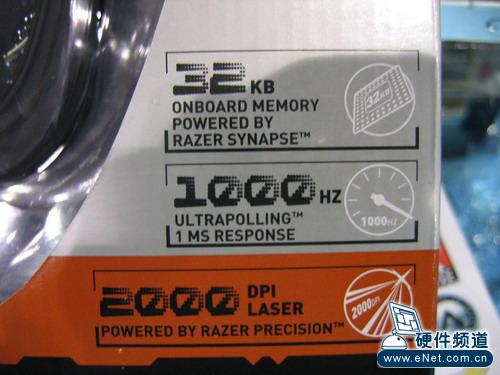 32 KB
ONBOARD MEMORY
POWERED BY
RAZER SYNAPSE™
32KB
1000 HZ
ULTRAPOLLING™
1 MS RESPONSE
1000HZ
2000 DPI
LASER
POWERED BY RAZER PRECISION™
2000DPI
硬件频道
www.eNet.com.cn